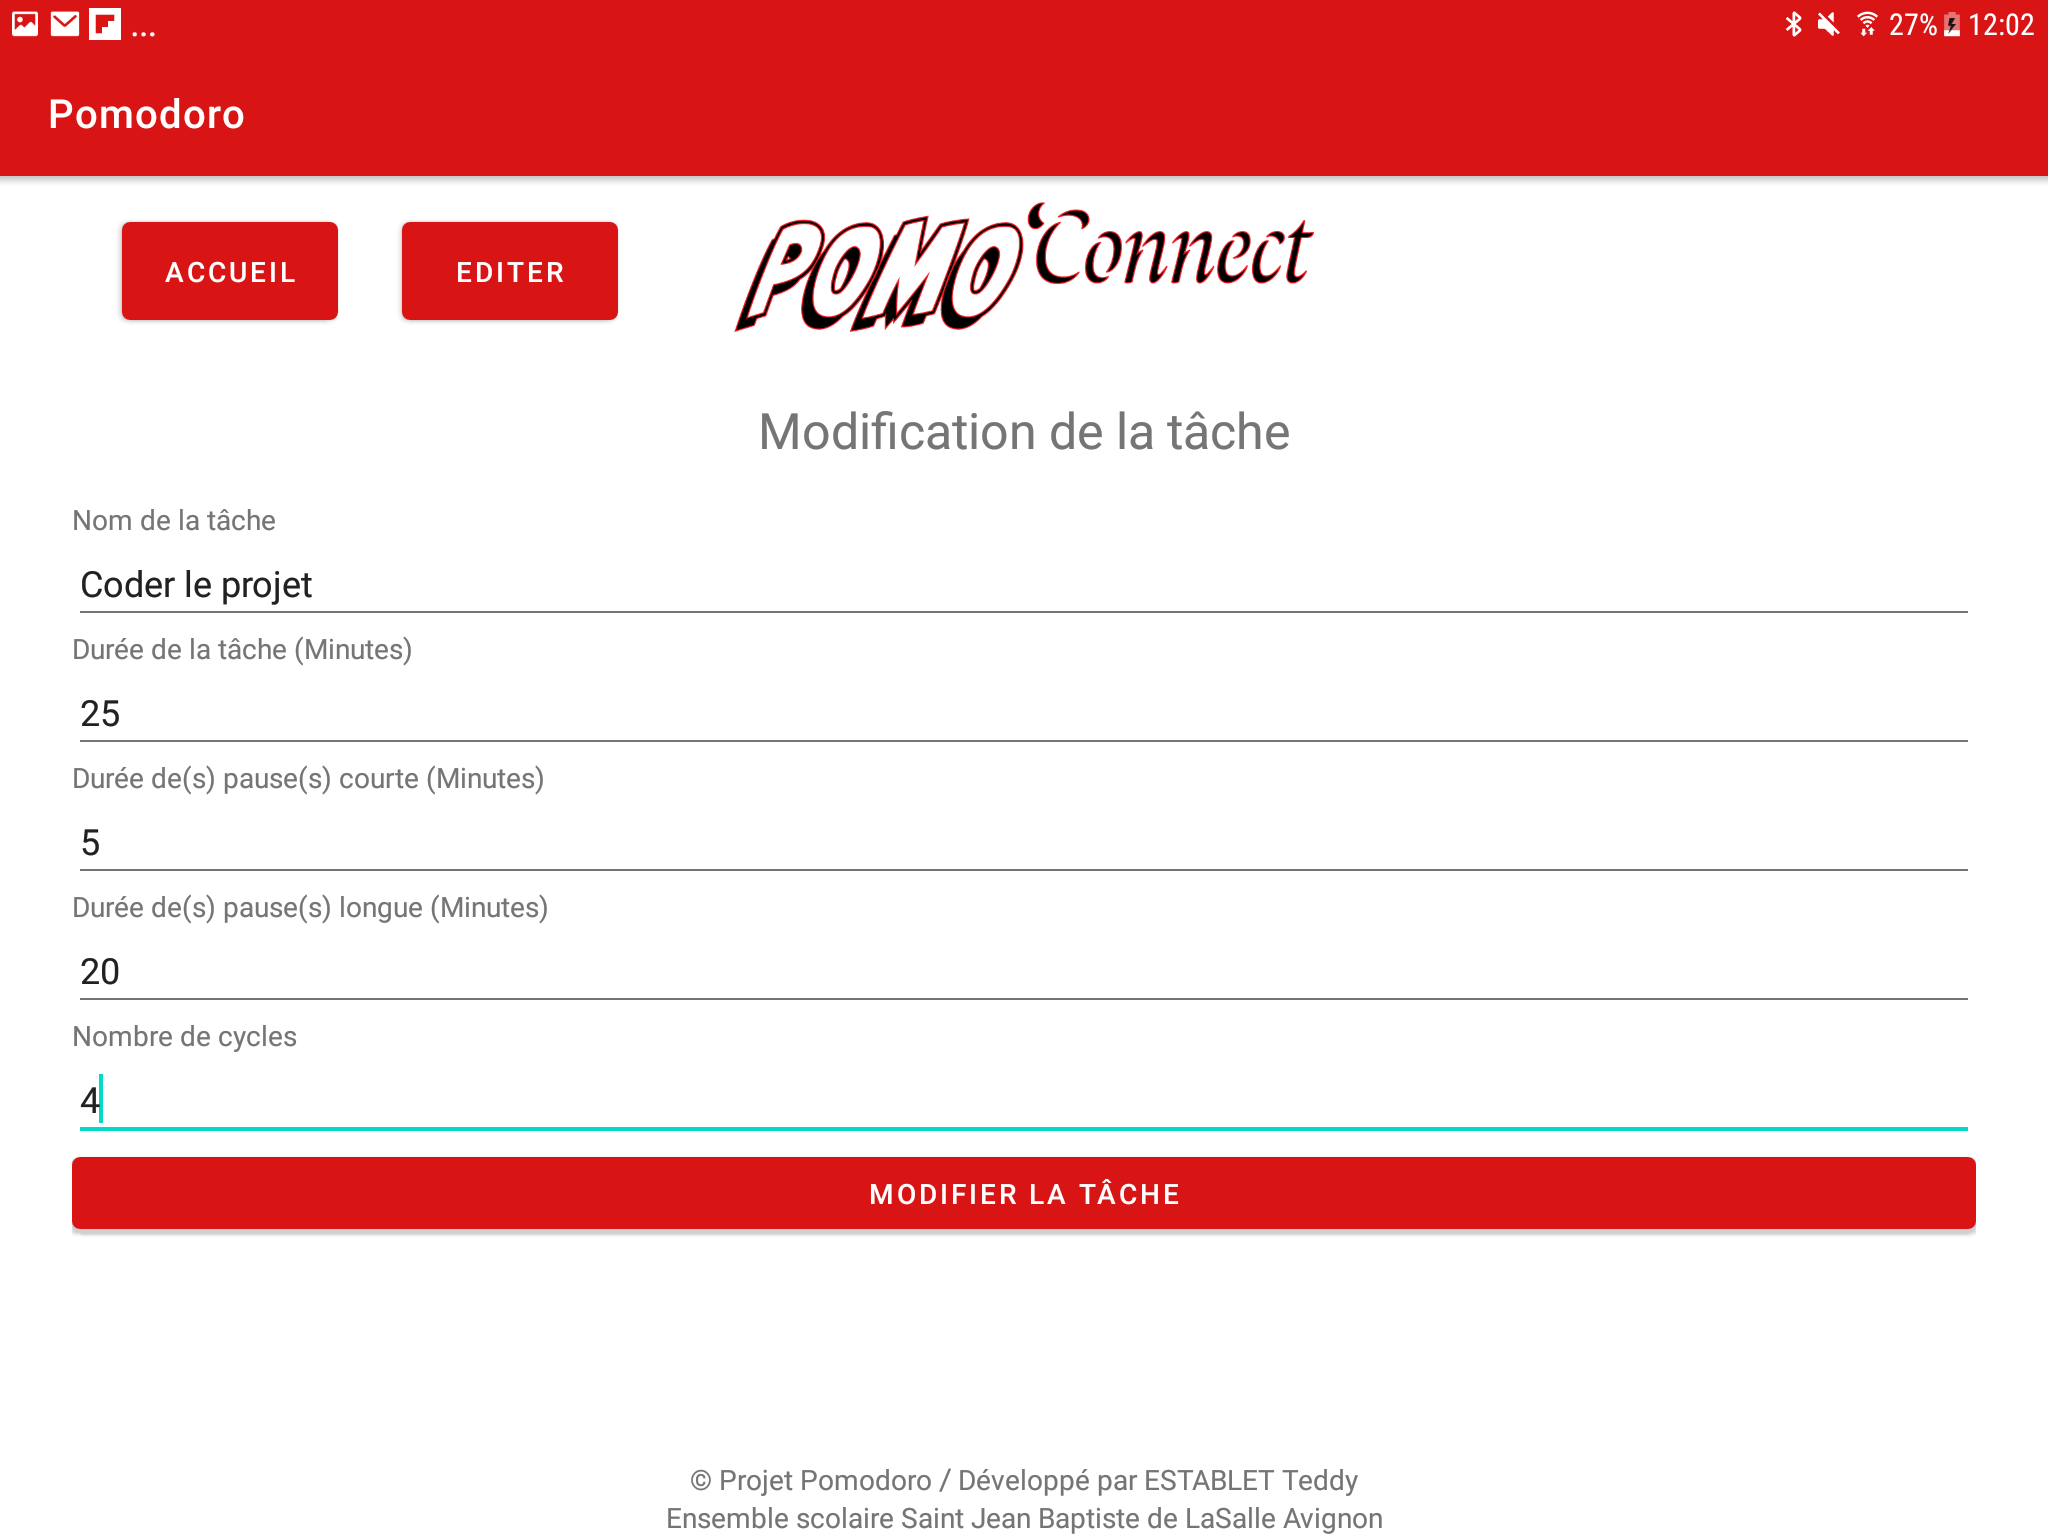 ... 27% 12:02
Pomodoro
ACCUEIL EDITER POMO'Connect
Modification de la tâche
Nom de la tâche
Coder le projet
Durée de la tâche (Minutes)
25
Durée de(s) pause(s) courte (Minutes)
5
Durée de(s) pause(s) longue (Minutes)
20
Nombre de cycles
4
MODIFIER LA TÂCHE
© Projet Pomodoro / Développé par ESTABLET Teddy
Ensemble scolaire Saint Jean Baptiste de LaSalle Avignon